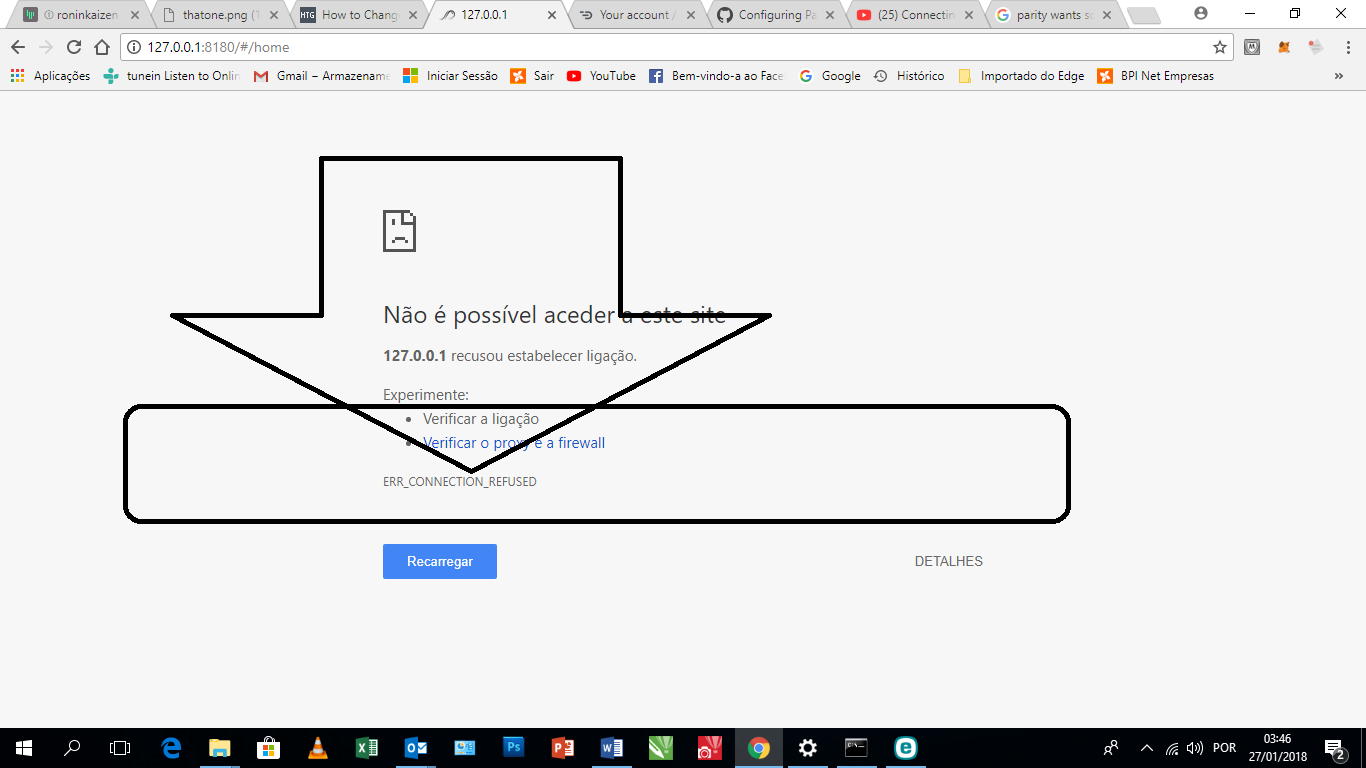 roninkaizen
thatone.png (1
How to Change
127.0.0.1
Your account /
Configuring Pa
(25) Connectin
parity wants so
127.0.0.1:8180/#/home
Aplicações
tunein Listen to Onlin
Gmail – Armazename
Iniciar Sessão
Sair
YouTube
Bem-vindo-a ao Face
Google
Histórico
Importado do Edge
BPI Net Empresas
Não é possível aceder a este site
127.0.0.1 recusou estabelecer ligação.
Experimente:
• Verificar a ligação
• Verificar o proxy e a firewall
ERR_CONNECTION_REFUSED
Recarregar
DETALHES
POR
03:46
27/01/2018
2